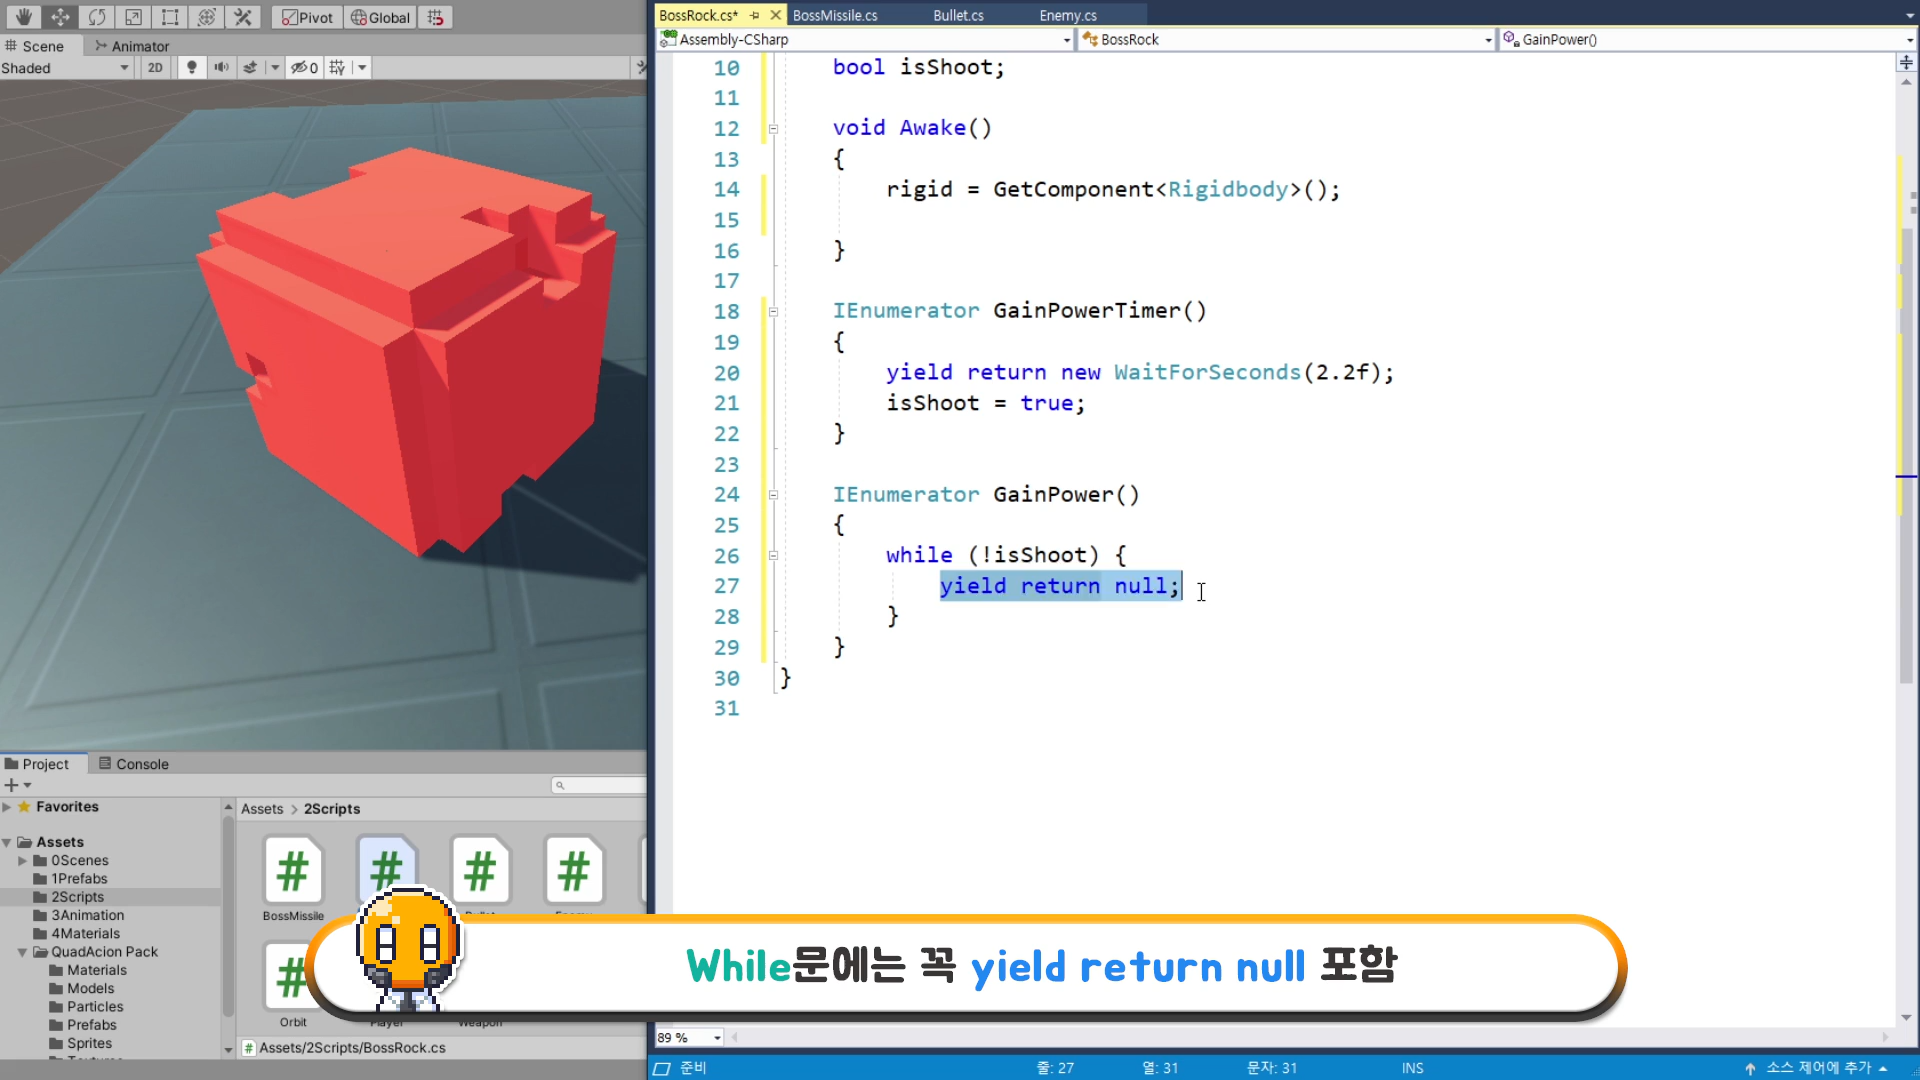 Pivot
Global
Scene
Animator
Shaded
2D
0
Project
Console
Favorites
Assets
0Scenes
1Prefabs
2Scripts
3Animation
4Materials
QuadAcion Pack
Materials
Models
Particles
Prefabs
Sprites
Assets > 2Scripts
BossMissile
Orbit
Player
Weapon
Assets/2Scripts/BossRock.cs
BossRock.cs*
BossMissile.cs
Bullet.cs
Enemy.cs
Assembly-CSharp
BossRock
GainPower()
10 bool isShoot;
11
12 void Awake()
13 {
14 rigid = GetComponent<Rigidbody>();
15
16 }
17
18 IEnumerator GainPowerTimer()
19 {
20 yield return new WaitForSeconds(2.2f);
21 isShoot = true;
22 }
23
24 IEnumerator GainPower()
25 {
26 while (!isShoot) {
27 yield return null;
28 }
29 }
30 }
31
While문에는 꼭 yield return null 포함
89 %
준비
줄: 27
열: 31
문자: 31
INS
소스 제어에 추가